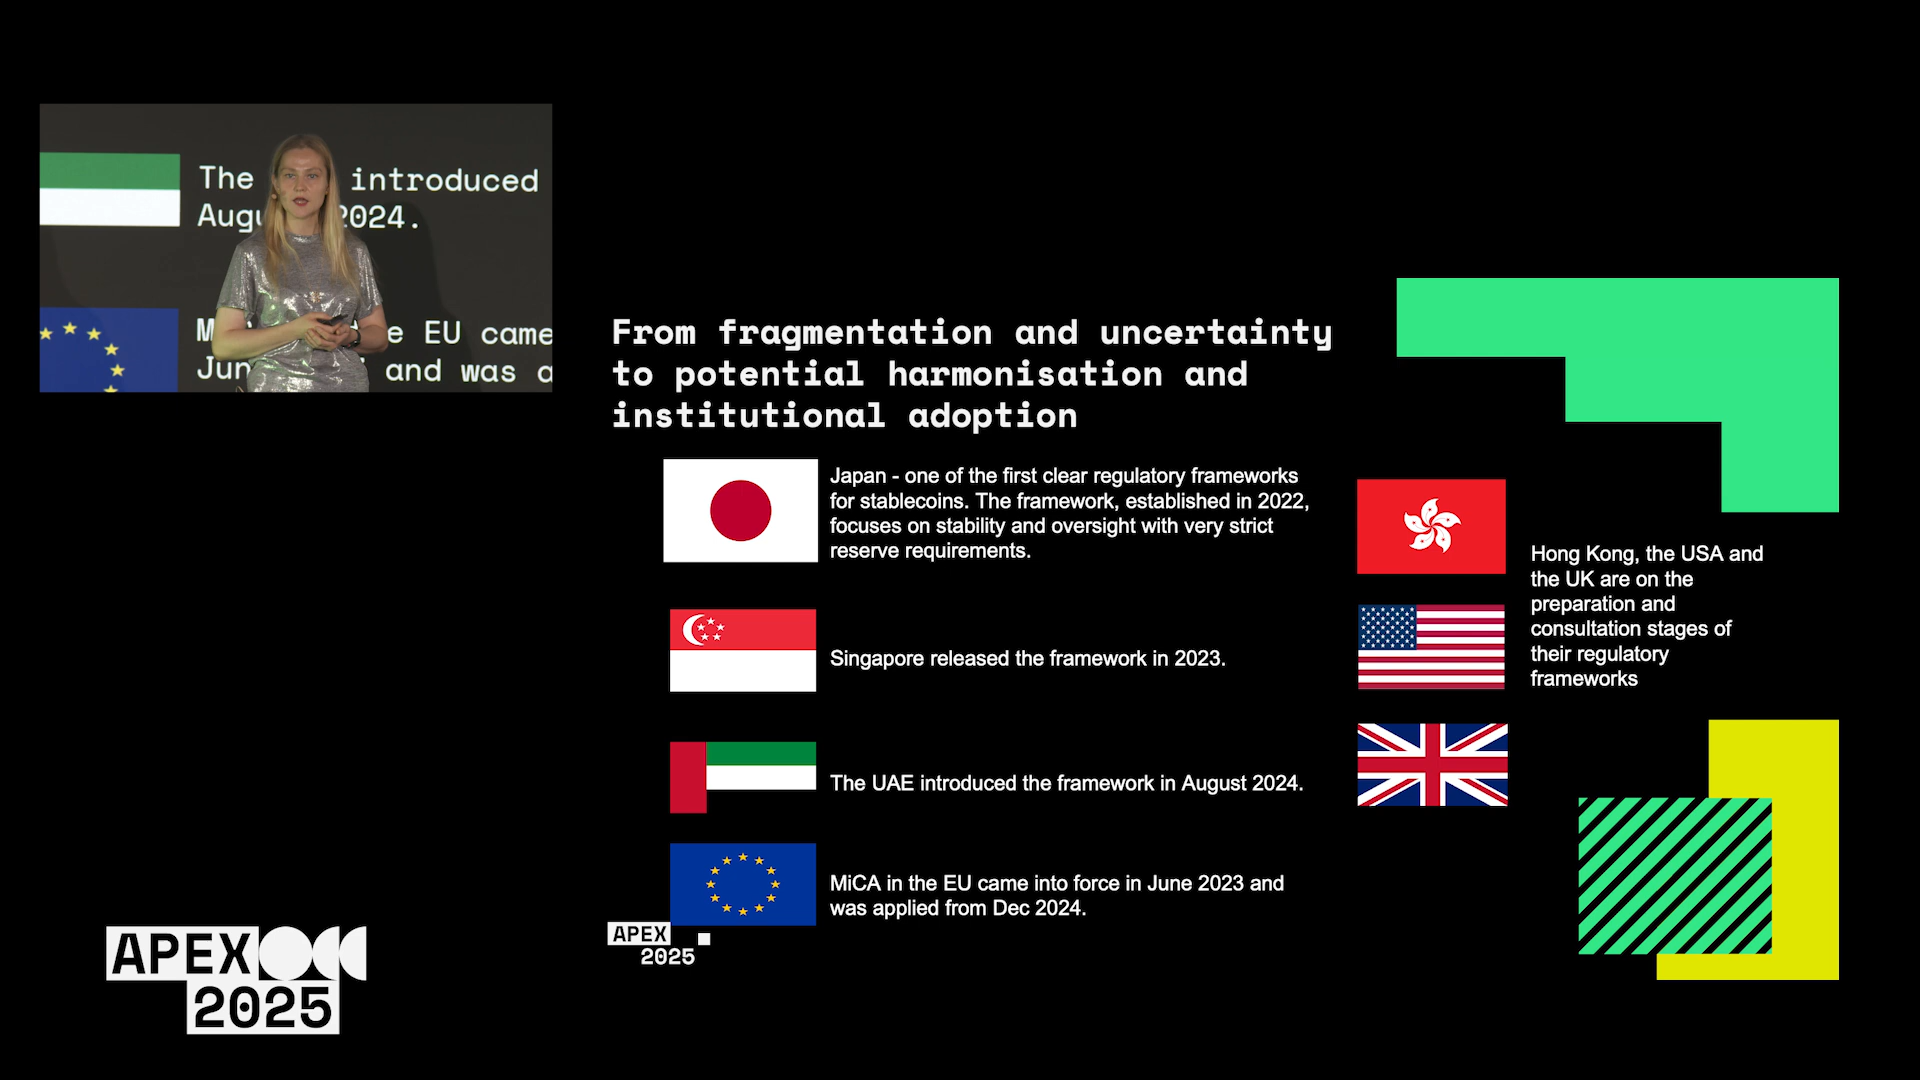 The introduced
2024.
EU came
and was
From fragmentation and uncertainty
to potential harmonisation and
institutional adoption
Japan - one of the first clear regulatory frameworks
for stablecoins. The framework, established in 2022,
focuses on stability and oversight with very strict
reserve requirements.
Singapore released the framework in 2023.
The UAE introduced the framework in August 2024.
MiCA in the EU came into force in June 2023 and
was applied from Dec 2024.
Hong Kong, the USA and
the UK are on the
preparation and
consultation stages of
their regulatory
frameworks
APEX
2025
APEX
2025